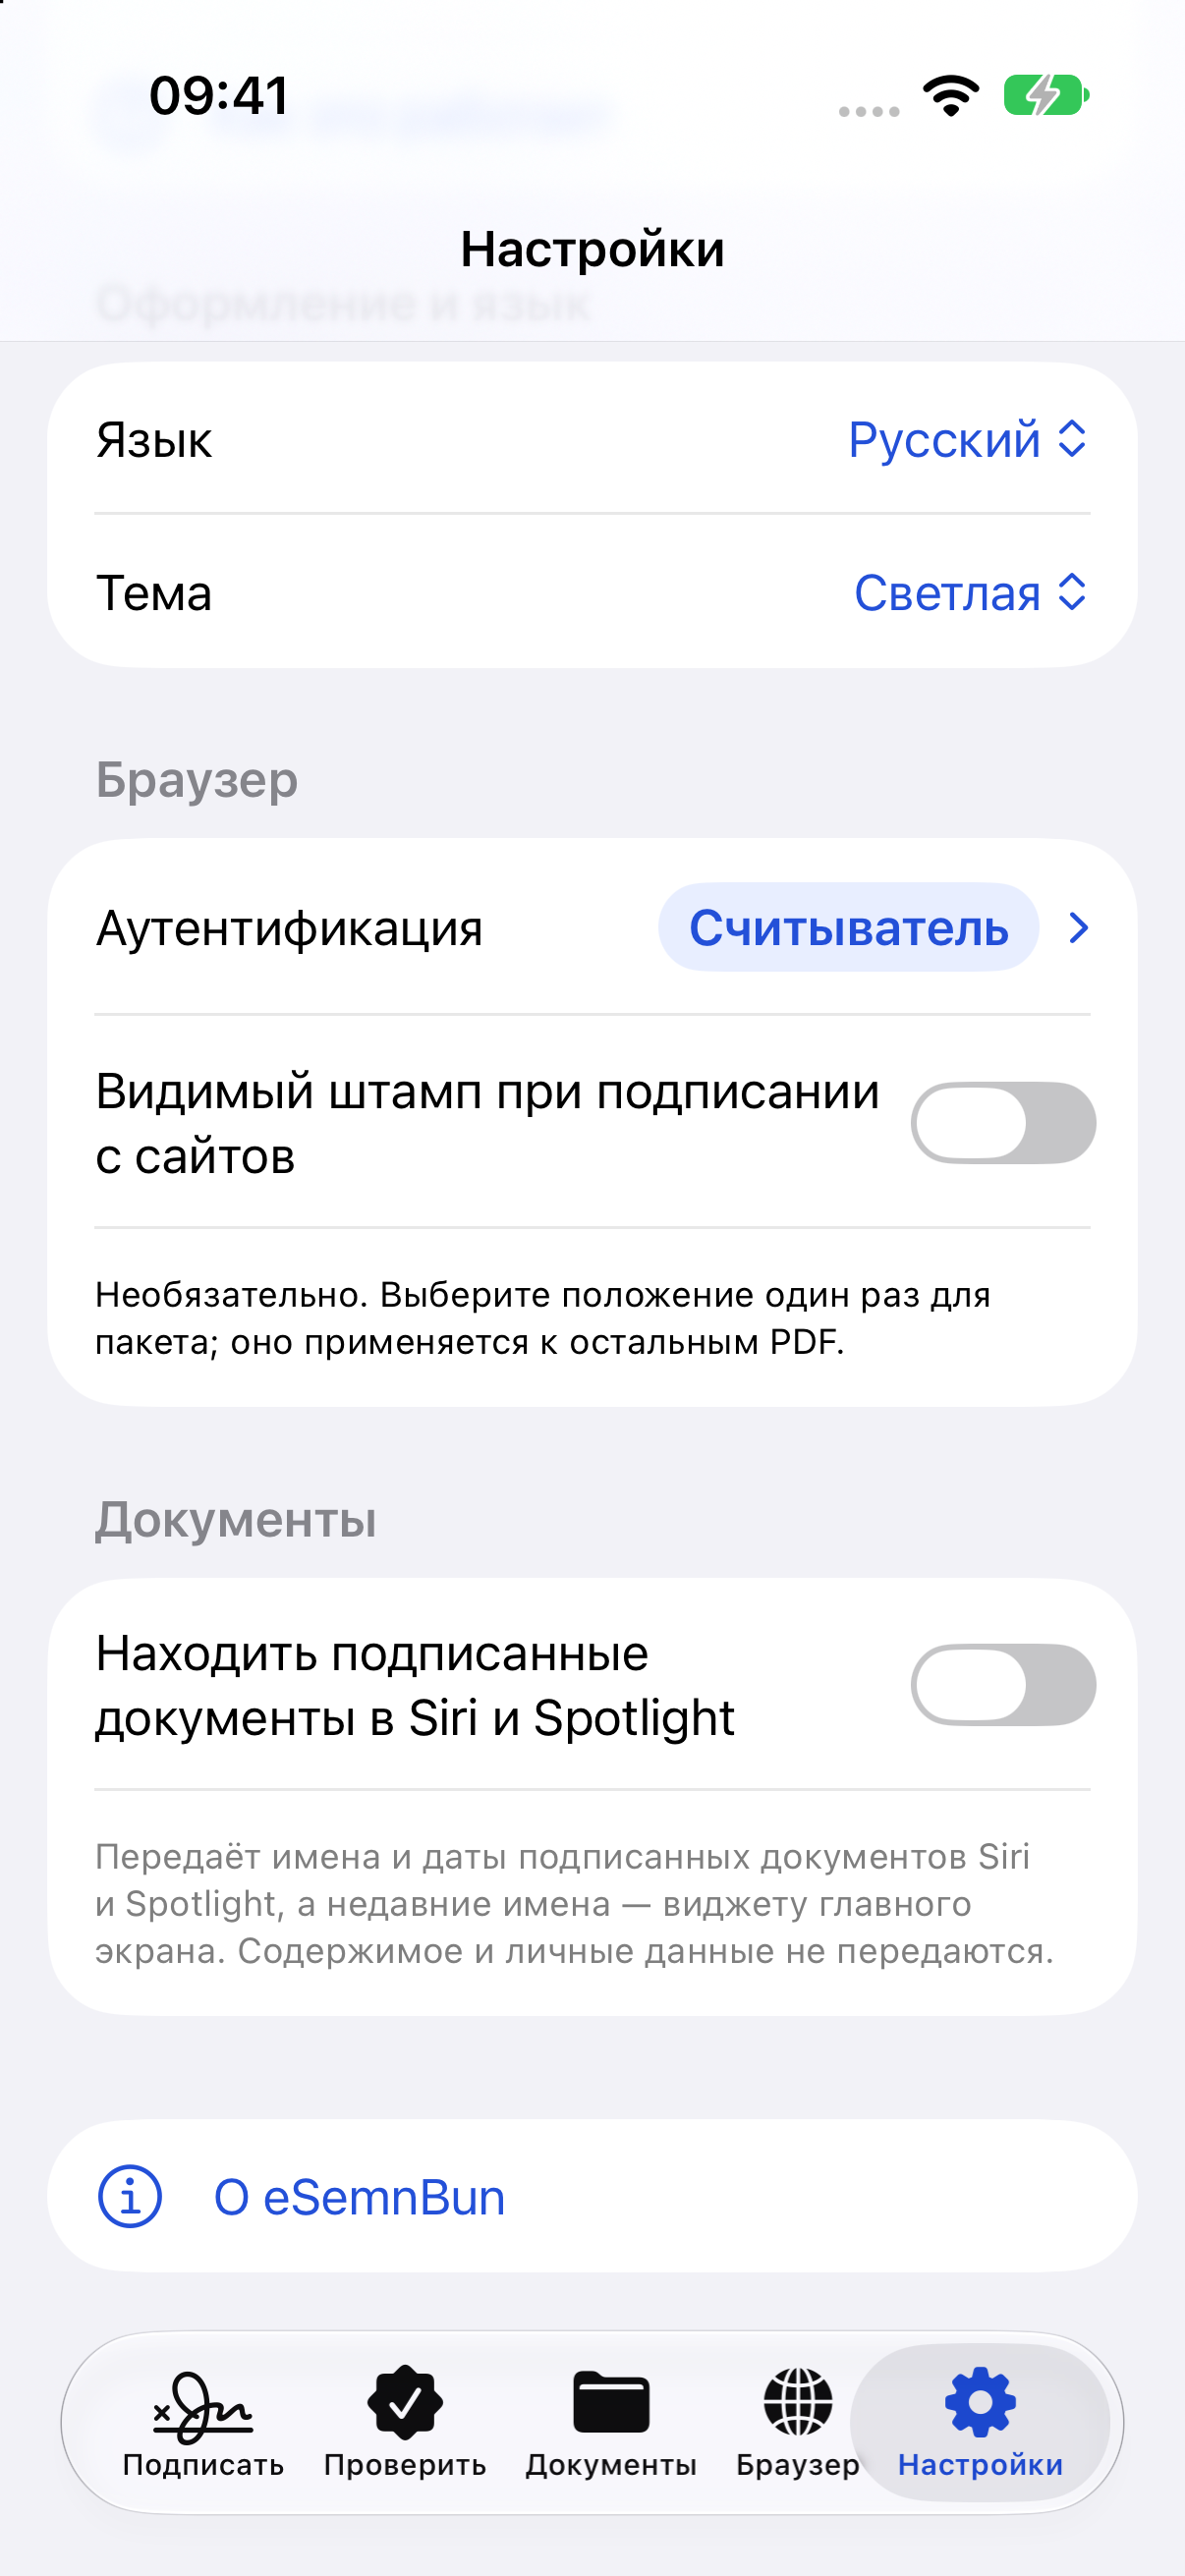 09:41
Настройки
Оформление и язык
Язык
Русский
Тема
Светлая
Браузер
Аутентификация
Считыватель
Видимый штамп при подписании
с сайтов
Необязательно. Выберите положение один раз для
пакета; оно применяется к остальным PDF.
Документы
Находить подписанные
документы в Siri и Spotlight
Передаёт имена и даты подписанных документов Siri
и Spotlight, а недавние имена — виджету главного
экрана. Содержимое и личные данные не передаются.
О eSemnBun
Подписать
Проверить
Документы
Браузер
Настройки